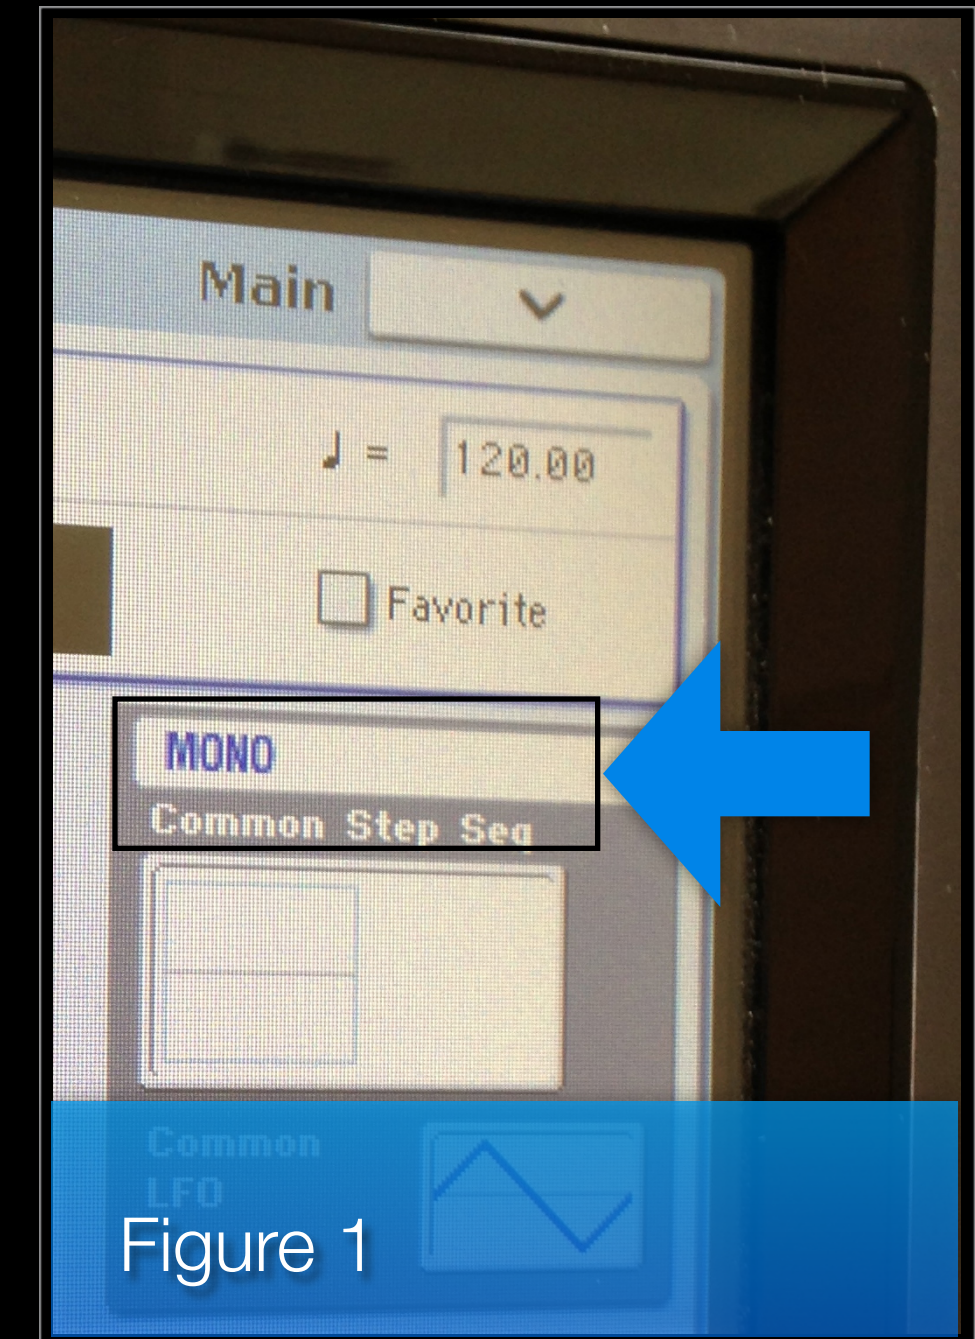 Main
♩ = 120.00
Favorite
MONO
Common Step Seq
Common
LFO
Figure 1